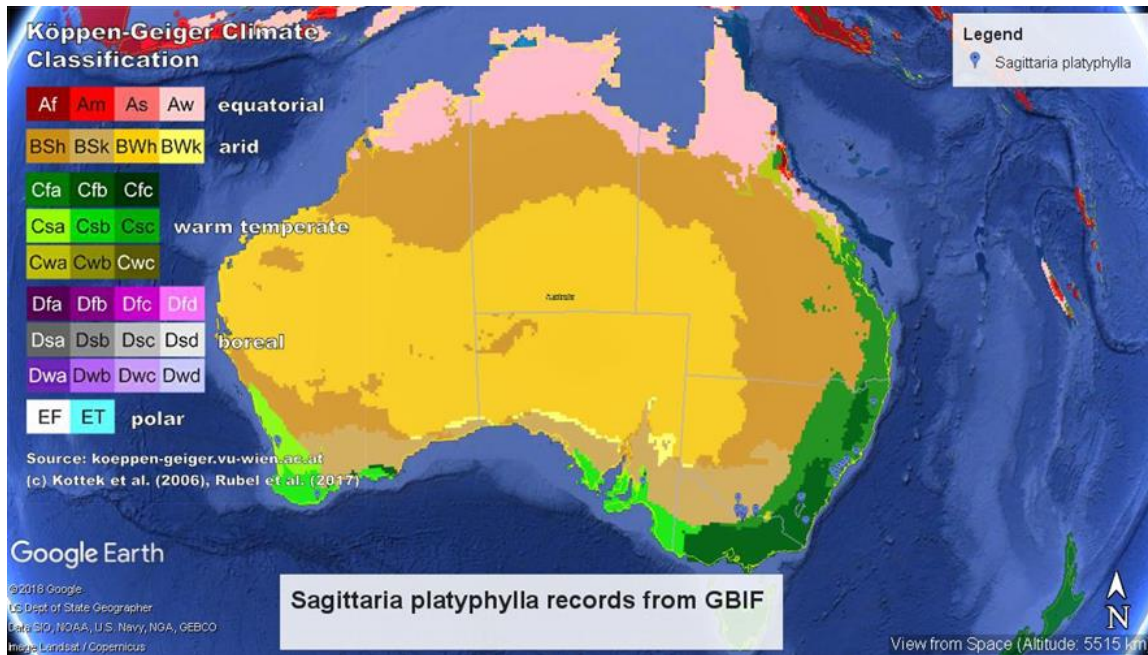 Köppen-Geiger Climate
Classification
Af Am As Aw equatorial
BSh BSk BWh BWk arid
Cfa Cfb Cfc
Csa Csb Csc warm temperate
Cwa Cwb Cwc
Dfa Dfb Dfc Dfd
Dsa Dsb Dsc Dsd boreal
Dwa Dwb Dwc Dwd
EF ET polar
Source: koeppen-geiger.vu-wien.ac.at
(c) Kottek et al. (2006), Rubel et al. (2017)
Legend
Sagittaria platyphylla
Australia
Google Earth
©2018 Google
US Dept of State Geographer
Data SIO, NOAA, U.S. Navy, NGA, GEBCO
Image Landsat / Copernicus
Sagittaria platyphylla records from GBIF
N
View from Space (Altitude: 5515 km